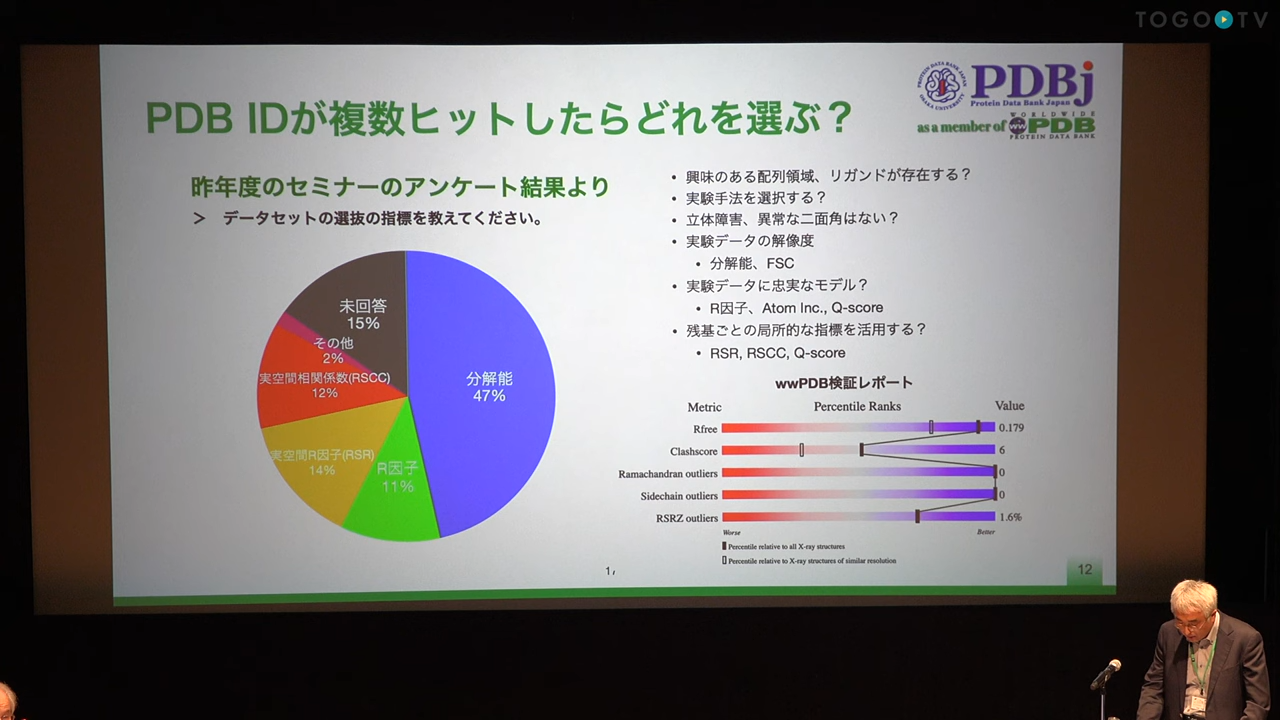 TOGO TV
PDB IDが複数ヒットしたらどれを選ぶ？
PROTEIN DATA BANK JAPAN
OSAKA UNIVERSITY
PDBj
Protein Data Bank Japan
as a member of
WORLDWIDE
wwPDB
PROTEIN DATA BANK
昨年度のセミナーのアンケート結果より
＞ データセットの選抜の指標を教えてください。
未回答
15%
その他
2%
実空間相関係数(RSCC)
12%
実空間R因子(RSR)
14%
R因子
11%
分解能
47%
• 興味のある配列領域、リガンドが存在する？
• 実験手法を選択する？
• 立体障害、異常な二面角はない？
• 実験データの解像度
• 分解能、FSC
• 実験データに忠実なモデル？
• R因子、Atom Inc., Q-score
• 残基ごとの局所的な指標を活用する？
• RSR, RSCC, Q-score
wwPDB検証レポート
Metric Percentile Ranks Value
Rfree 0.179
Clashscore 6
Ramachandran outliers 0
Sidechain outliers 0
RSRZ outliers 1.6%
Worse Better
Percentile relative to all X-ray structures
Percentile relative to X-ray structures of similar resolution
12